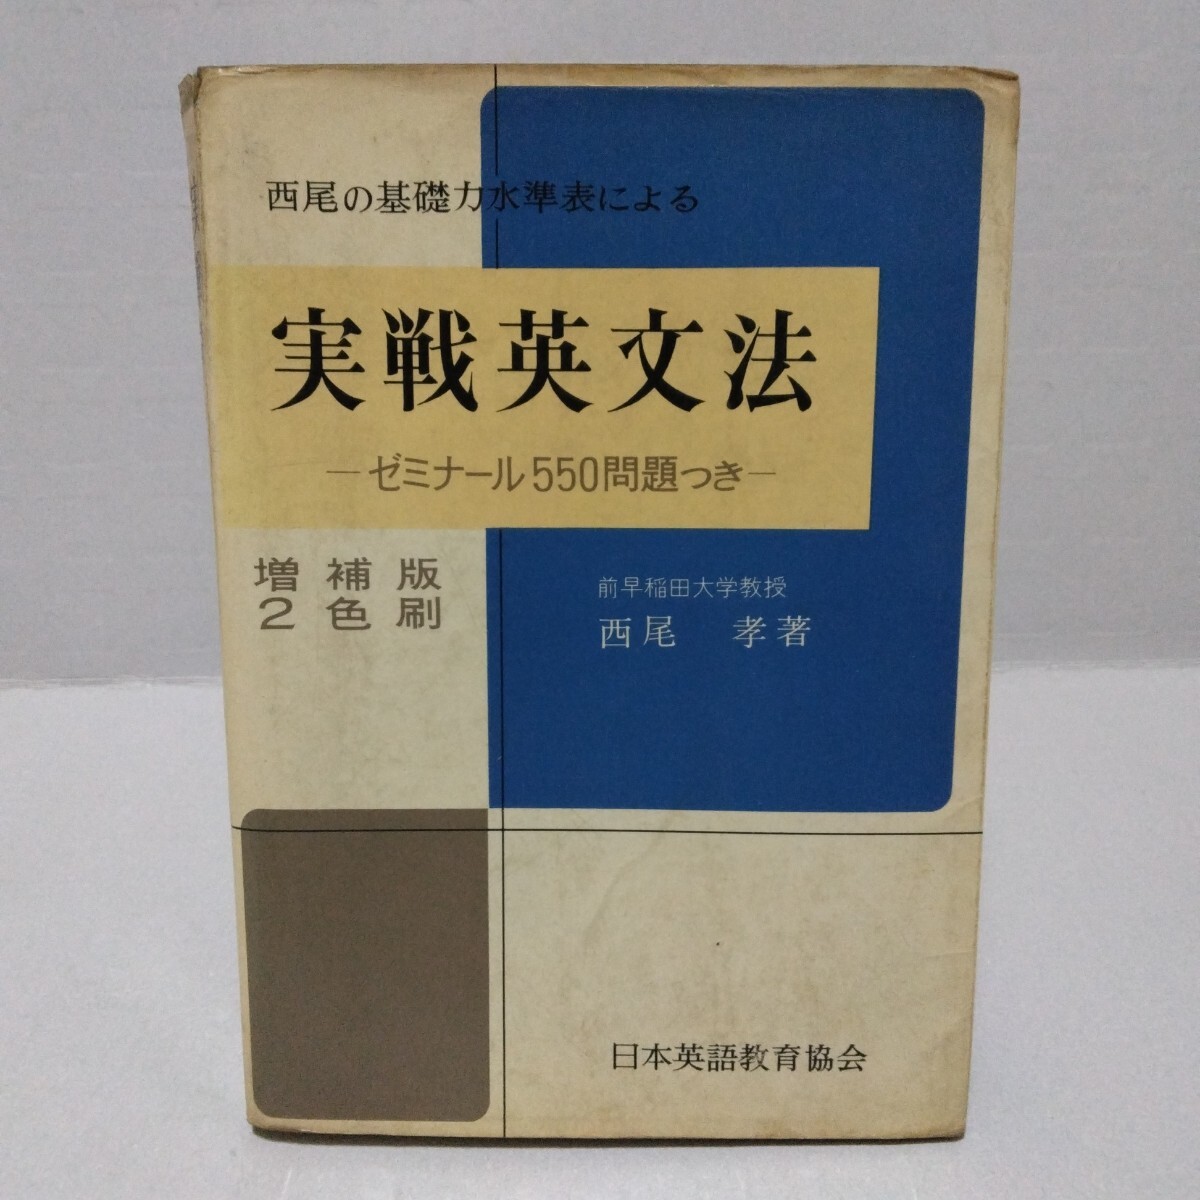 西尾の基礎力水準表による
実戦英文法
―ゼミナール550問題つき―
増補版
2色刷
前早稲田大学教授
西尾 孝著
日本英語教育協会